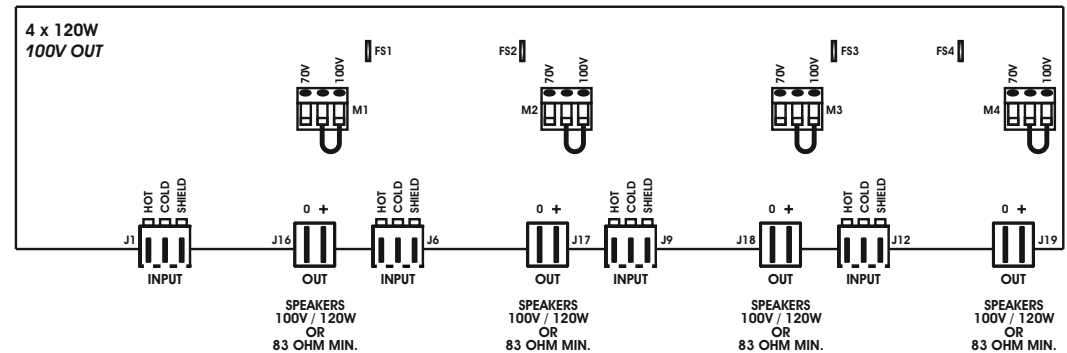 4 x 120W
100V OUT
FS1
FS2
FS3
FS4
70V
100V
M1
70V
100V
M2
70V
100V
M3
70V
100V
M4
HOT
COLD
SHIELD
J1
INPUT
0 +
J16
OUT
SPEAKERS
100V / 120W
OR
83 OHM MIN.
HOT
COLD
SHIELD
J6
INPUT
0 +
J17
OUT
SPEAKERS
100V / 120W
OR
83 OHM MIN.
HOT
COLD
SHIELD
J9
INPUT
0 +
J18
OUT
SPEAKERS
100V / 120W
OR
83 OHM MIN.
HOT
COLD
SHIELD
J12
INPUT
0 +
J19
OUT
SPEAKERS
100V / 120W
OR
83 OHM MIN.